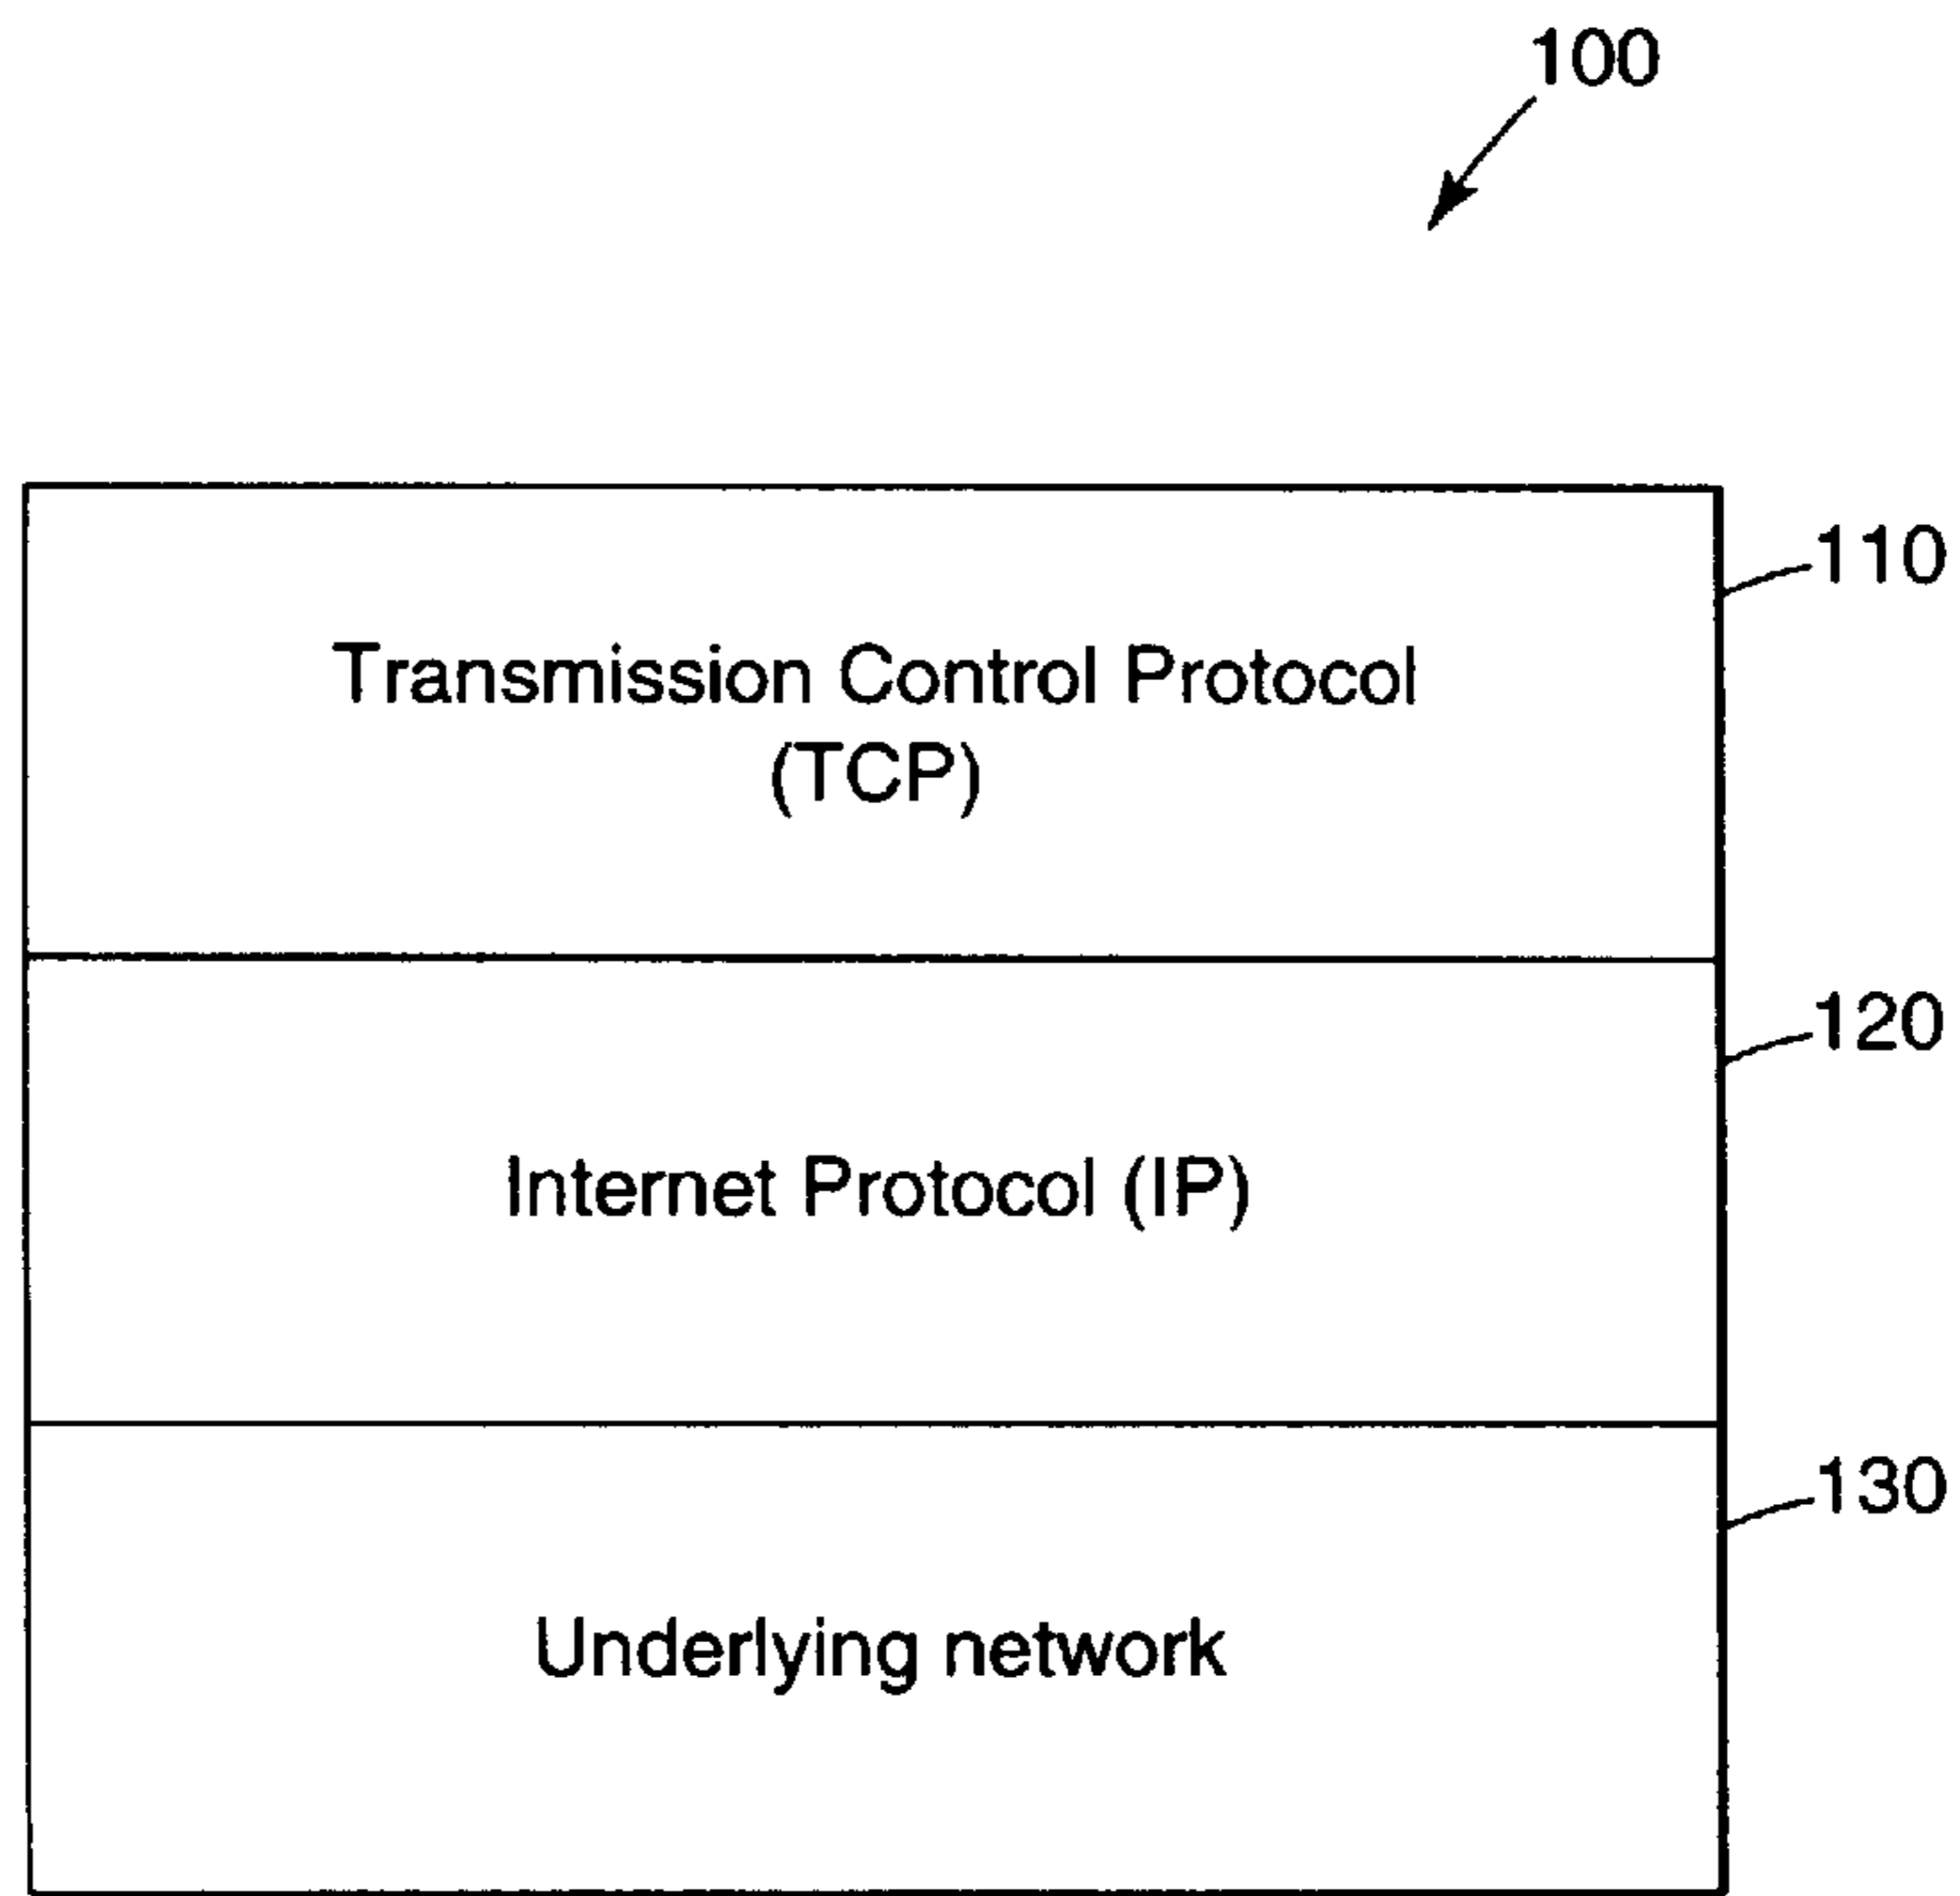 100
110
Transmission Control Protocol
(TCP)
120
Internet Protocol (IP)
130
Underlying network